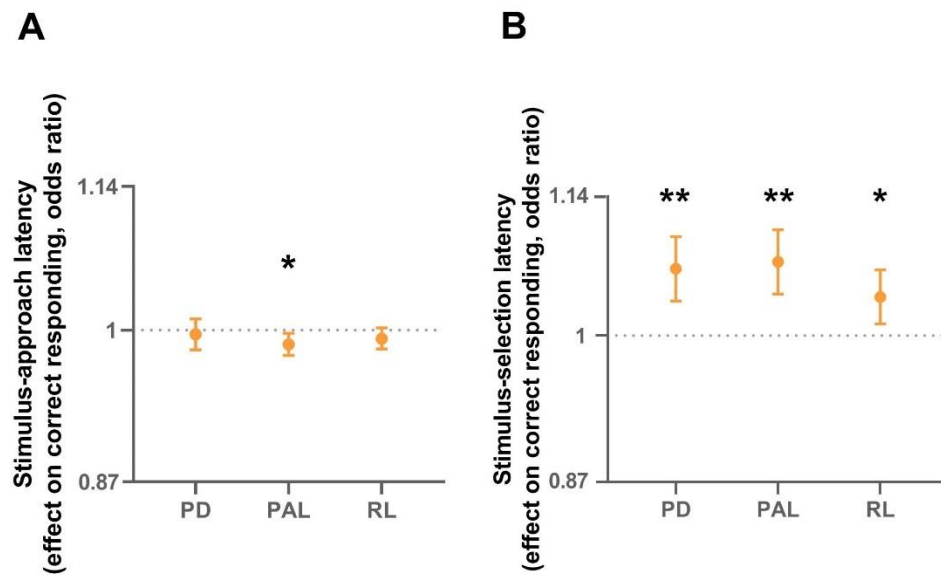 A
Stimulus-approach latency
(effect on correct responding, odds ratio)
1.14
1
0.87
*
PD PAL RL
B
Stimulus-selection latency
(effect on correct responding, odds ratio)
1.14
1
0.87
** ** *
PD PAL RL